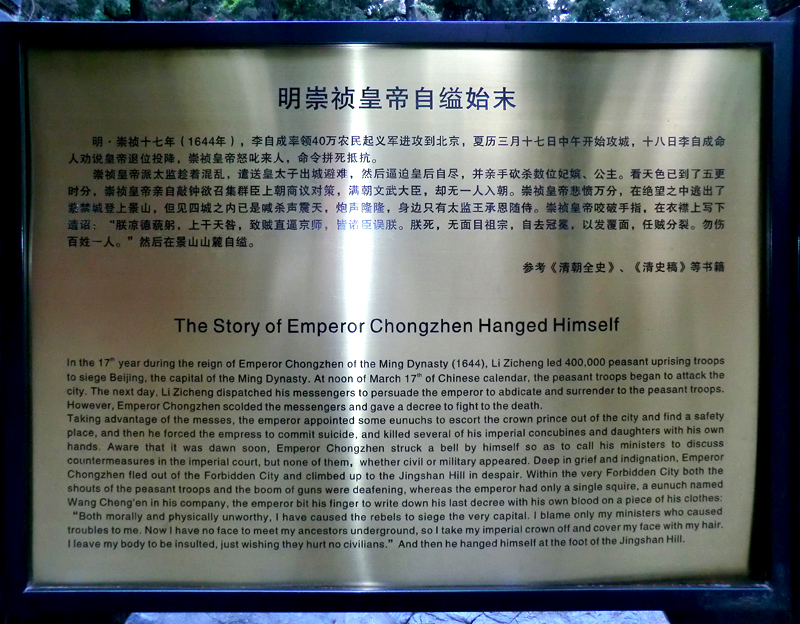 明崇祯皇帝自缢始末
明·崇祯十七年（1644年），李自成率领40万农民起义军进攻到北京，夏历三月十七日中午开始攻城，十八日李自成命
人劝说皇帝退位投降，崇祯皇帝怒叱来人，命令拼死抵抗。
崇祯皇帝派太监趁着混乱，遣送皇太子出城避难，然后逼迫皇后自尽，并亲手砍杀数位妃嫔、公主。看天色已到了五更
时分，崇祯皇帝亲自敲钟欲召集群臣上朝商议对策，满朝文武大臣，却无一人入朝。崇祯皇帝悲愤万分，在绝望之中逃出了
紫禁城登上景山，但见四城之内已是喊杀声震天，炮声隆隆，身边只有太监王承恩随侍。崇祯皇帝咬破手指，在衣襟上写下
遗诏：“朕凉德藐躬，上干天咎，致贼直逼京师，皆诸臣误朕。朕死，无面目祖宗，自去冠冕，以发覆面，任贼分裂。勿伤
百姓一人。”然后在景山山麓自缢。
参考《清朝全史》、《清史稿》等书籍
The Story of Emperor Chongzhen Hanged Himself
In the 17th year during the reign of Emperor Chongzhen of the Ming Dynasty (1644), Li Zicheng led 400,000 peasant uprising troops
to siege Beijing, the capital of the Ming Dynasty. At noon of March 17th of Chinese calendar, the peasant troops began to attack the
city. The next day, Li Zicheng dispatched his messengers to persuade the emperor to abdicate and surrender to the peasant troops.
However, Emperor Chongzhen scolded the messengers and gave a decree to fight to the death.
Taking advantage of the messes, the emperor appointed some eunuchs to escort the crown prince out of the city and find a safety
place, and then he forced the empress to commit suicide, and killed several of his imperial concubines and daughters with his own
hands. Aware that it was dawn soon, Emperor Chongzhen struck a bell by himself so as to call his ministers to discuss
countermeasures in the imperial court, but none of them, whether civil or military appeared. Deep in grief and indignation, Emperor
Chongzhen fled out of the Forbidden City and climbed up to the Jingshan Hill in despair. Within the very Forbidden City both the
shouts of the peasant troops and the boom of guns were deafening, whereas the emperor had only a single squire, a eunuch named
Wang Cheng'en in his company, the emperor bit his finger to write down his last decree with his own blood on a piece of his clothes:
“Both morally and physically unworthy, I have caused the rebels to siege the very capital. I blame only my ministers who caused
troubles to me. Now I have no face to meet my ancestors underground, so I take my imperial crown off and cover my face with my hair.
I leave my body to be insulted, just wishing they hurt no civilians.” And then he hanged himself at the foot of the Jingshan Hill.